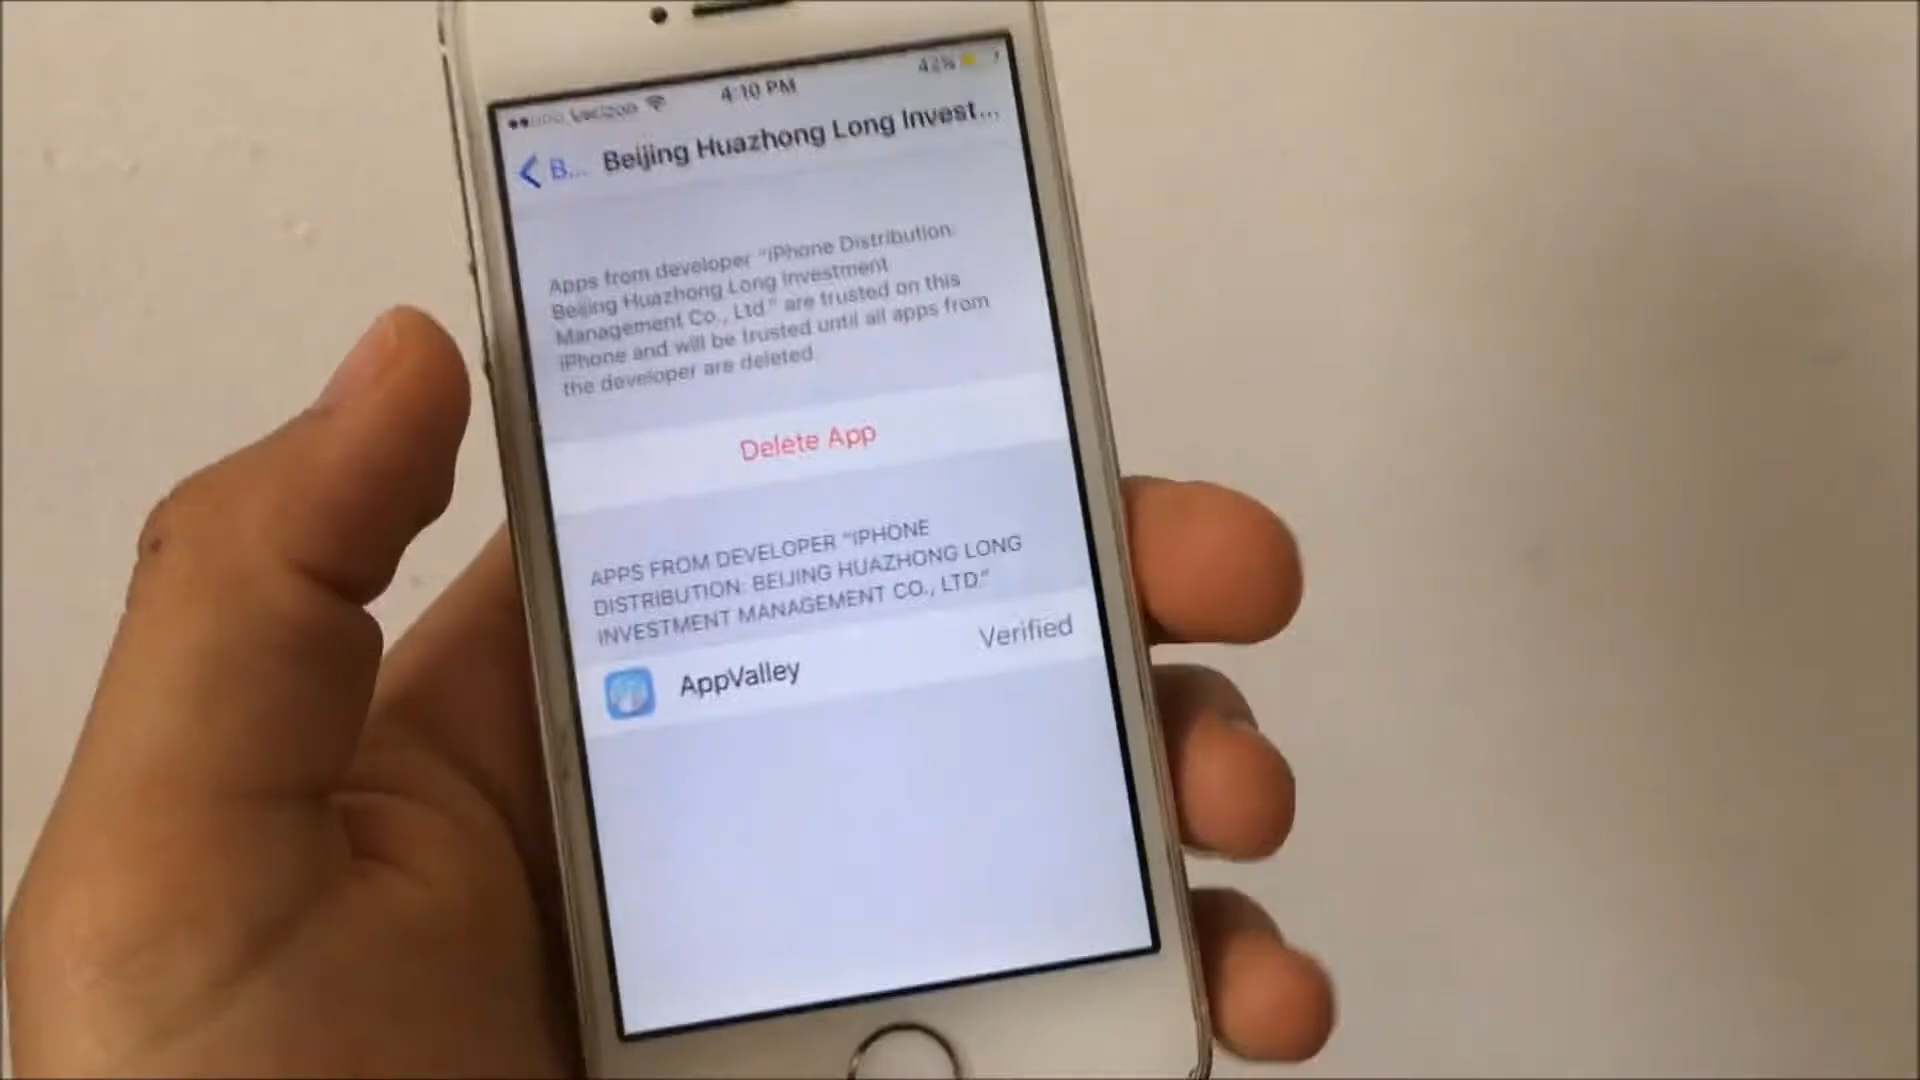 Verizon 4:10 PM 42%
B... Beijing Huazhong Long Invest...
Apps from developer “iPhone Distribution:
Beijing Huazhong Long Investment
Management Co., Ltd.” are trusted on this
iPhone and will be trusted until all apps from
the developer are deleted.
Delete App
APPS FROM DEVELOPER “IPHONE
DISTRIBUTION: BEIJING HUAZHONG LONG
INVESTMENT MANAGEMENT CO., LTD.”
AppValley Verified